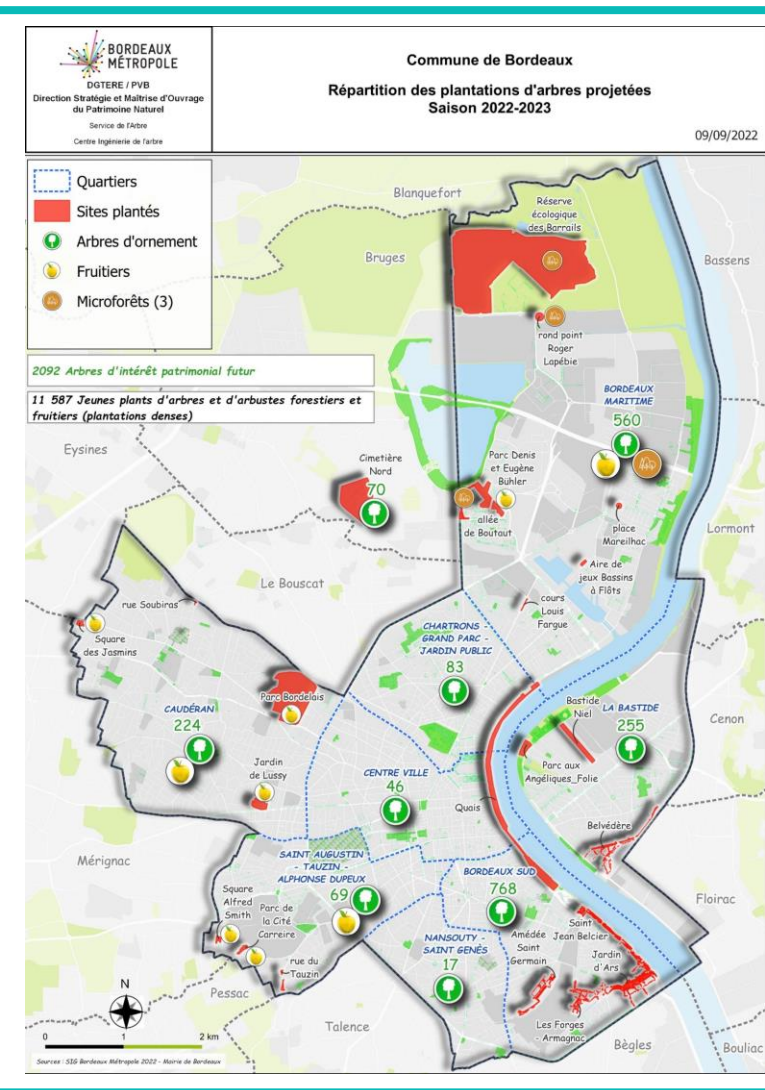 BORDEAUX
MÉTROPOLE
DGTERE / PVB
Direction Stratégie et Maîtrise d'Ouvrage
du Patrimoine Naturel
Service de l'Arbre
Centre Ingénierie de l'arbre
Commune de Bordeaux
Répartition des plantations d'arbres projetées
Saison 2022-2023
09/09/2022
Quartiers
Sites plantés
Arbres d'ornement
Fruitiers
Microforêts (3)
2092 Arbres d'intérêt patrimonial futur
11 587 Jeunes plants d'arbres et d'arbustes forestiers et
fruitiers (plantations denses)
Blanquefort
Réserve
écologique
des Barrails
Bruges
Bassens
rond point
Roger
Lapébie
BORDEAUX
MARITIME
560
Eysines
Cimetière
Nord
70
Parc Denis
et Eugène
Bühler
allée
de Boutaut
place
Mareilhac
Lormont
Aire de
jeux Bassins
à Flôts
Le Bouscat
cours
Louis
Fargue
rue Soubiras
Square
des Jasmins
CHARTRONS -
GRAND PARC -
JARDIN PUBLIC
83
Parc Bordelais
CAUDÉRAN
224
Bastide
Niel
LA BASTIDE
255
Cenon
Jardin
de Lussy
CENTRE VILLE
46
Parc aux
Angéliques_Folie
Quais
Belvédère
Mérignac
SAINT AUGUSTIN
- TAUZIN -
ALPHONSE DUPEUX
69
BORDEAUX SUD
768
Floirac
Square
Alfred
Smith
Parc de
la Cité
Carreire
Amédée
Saint
Germain
Saint
Jean Belcier
NANSOUTY -
SAINT GENÈS
17
Jardin
d'Ars
rue du
Tauzin
Pessac
N
Talence
Les Forges
- Armagnac
Bègles
Bouliac
0 1 2 km
Sources : SIG Bordeaux Métropole 2022 - Mairie de Bordeaux